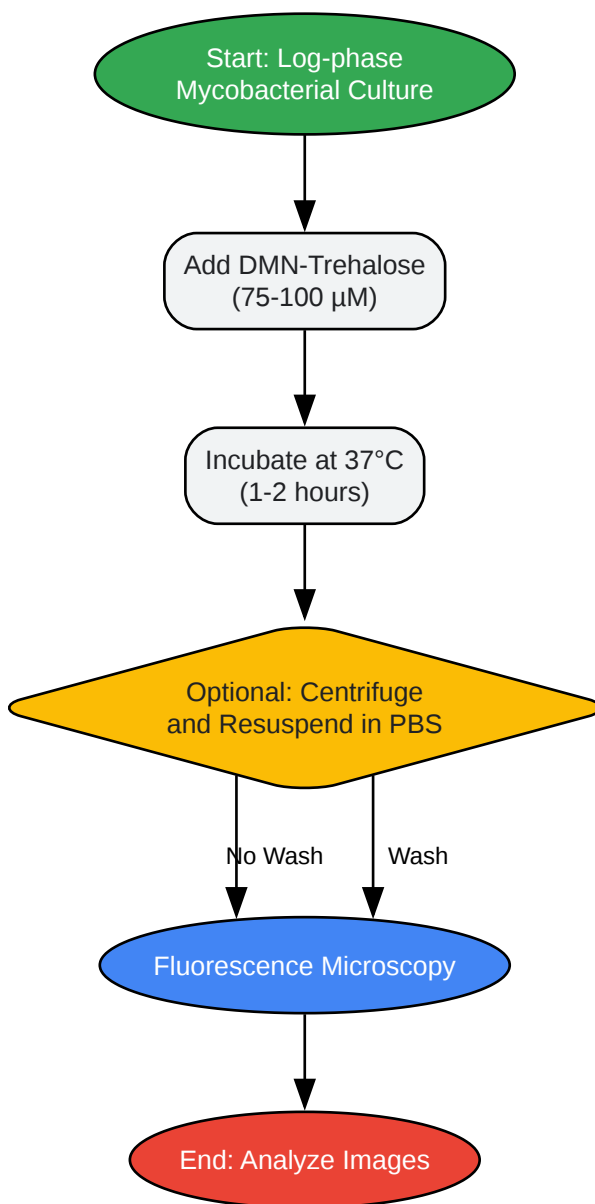 Start: Log-phase
Mycobacterial Culture
Add DMN-Trehalose
(75-100 µM)
Incubate at 37°C
(1-2 hours)
Optional: Centrifuge
and Resuspend in PBS
No Wash
Wash
Fluorescence Microscopy
End: Analyze Images